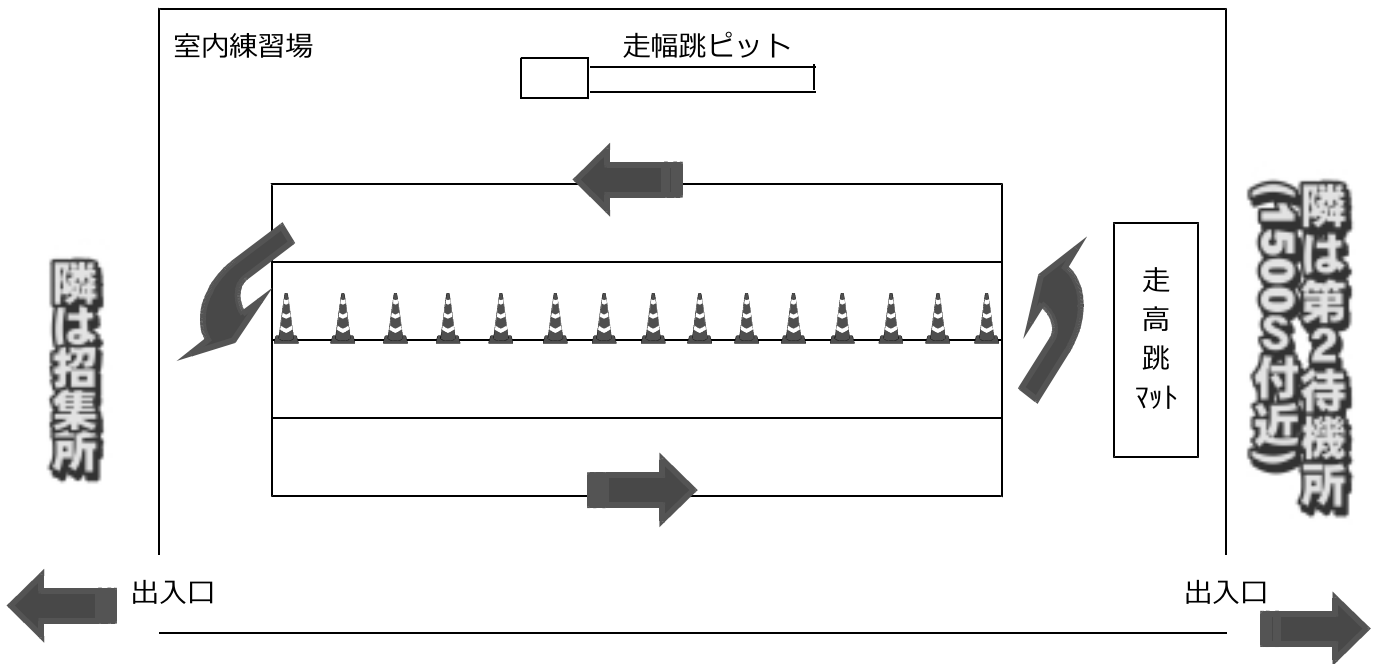 室内練習場
走幅跳ピット
隣は招集所
走高跳ﾏｯﾄ
隣は第2待機所
(1500S付近)
出入口
出入口